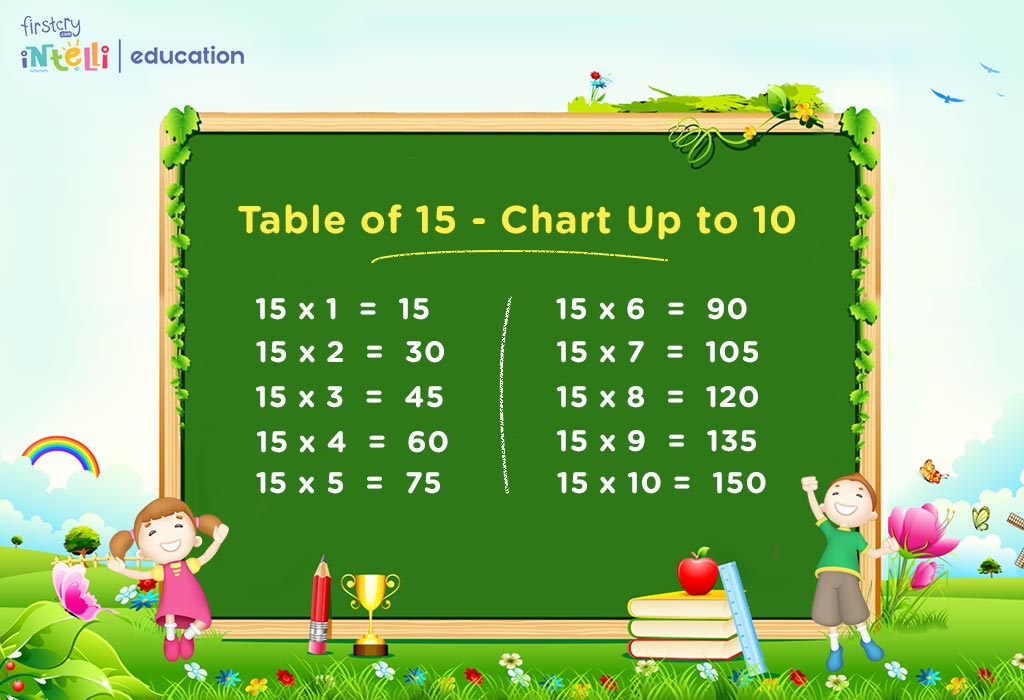 firstcry
.com
iNtelli | education
Table of 15 - Chart Up to 10
15 x 1 = 15
15 x 2 = 30
15 x 3 = 45
15 x 4 = 60
15 x 5 = 75
15 x 6 = 90
15 x 7 = 105
15 x 8 = 120
15 x 9 = 135
15 x 10 = 150